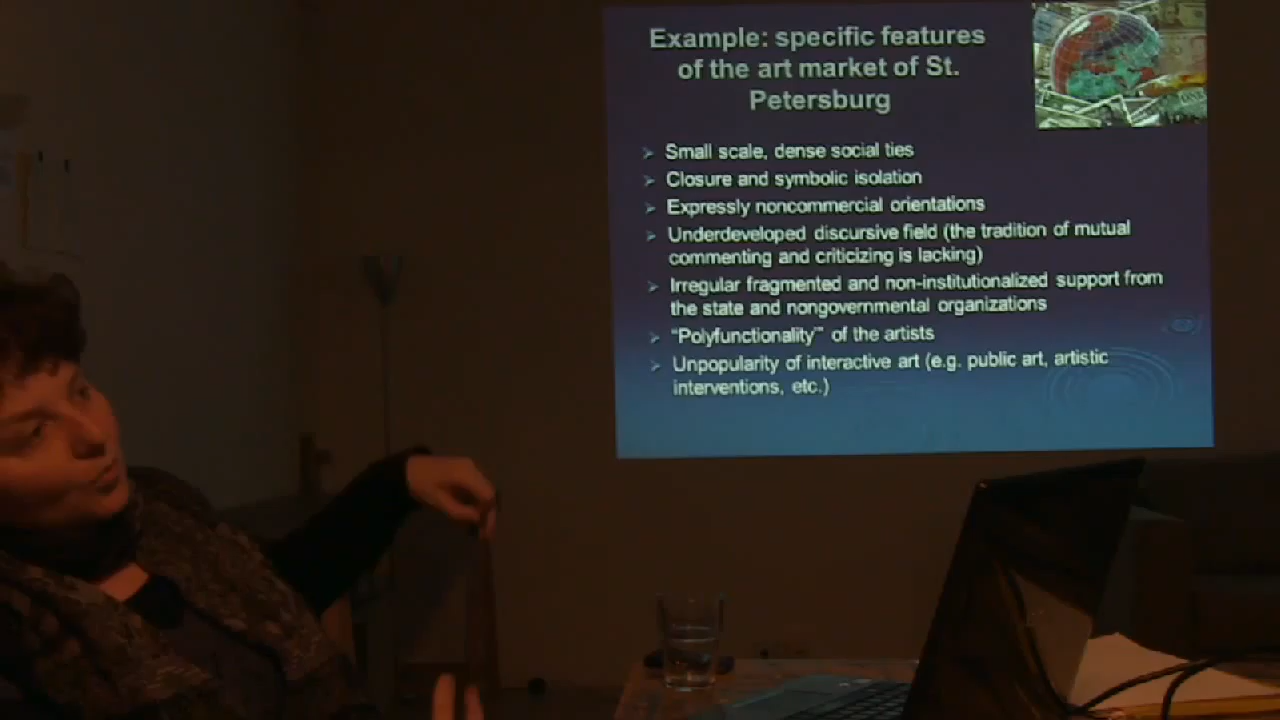 Example: specific features
of the art market of St.
Petersburg
Small scale, dense social ties
Closure and symbolic isolation
Expressly noncommercial orientations
Underdeveloped discursive field (the tradition of mutual
commenting and criticizing is lacking)
Irregular fragmented and non-institutionalized support from
the state and nongovernmental organizations
“Polyfunctionality” of the artists
Unpopularity of interactive art (e.g. public art, artistic
interventions, etc.)